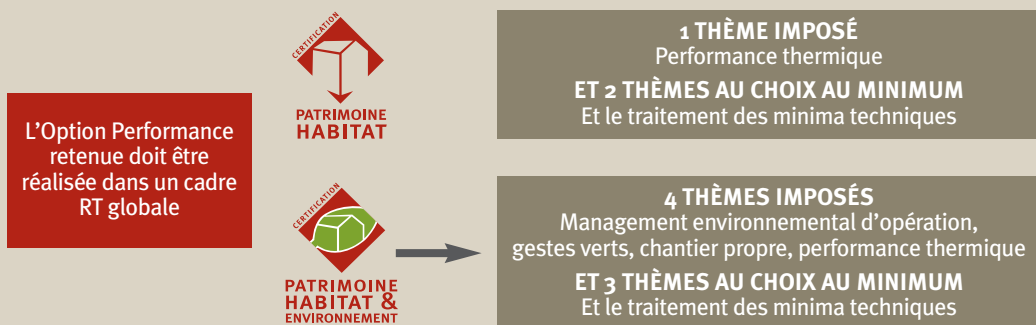 L'Option Performance
retenue doit être
réalisée dans un cadre
RT globale
CERTIFICATION
PATRIMOINE
HABITAT
1 THÈME IMPOSÉ
Performance thermique
ET 2 THÈMES AU CHOIX AU MINIMUM
Et le traitement des minima techniques
CERTIFICATION
PATRIMOINE
HABITAT &
ENVIRONNEMENT
4 THÈMES IMPOSÉS
Management environnemental d'opération,
gestes verts, chantier propre, performance thermique
ET 3 THÈMES AU CHOIX AU MINIMUM
Et le traitement des minima techniques